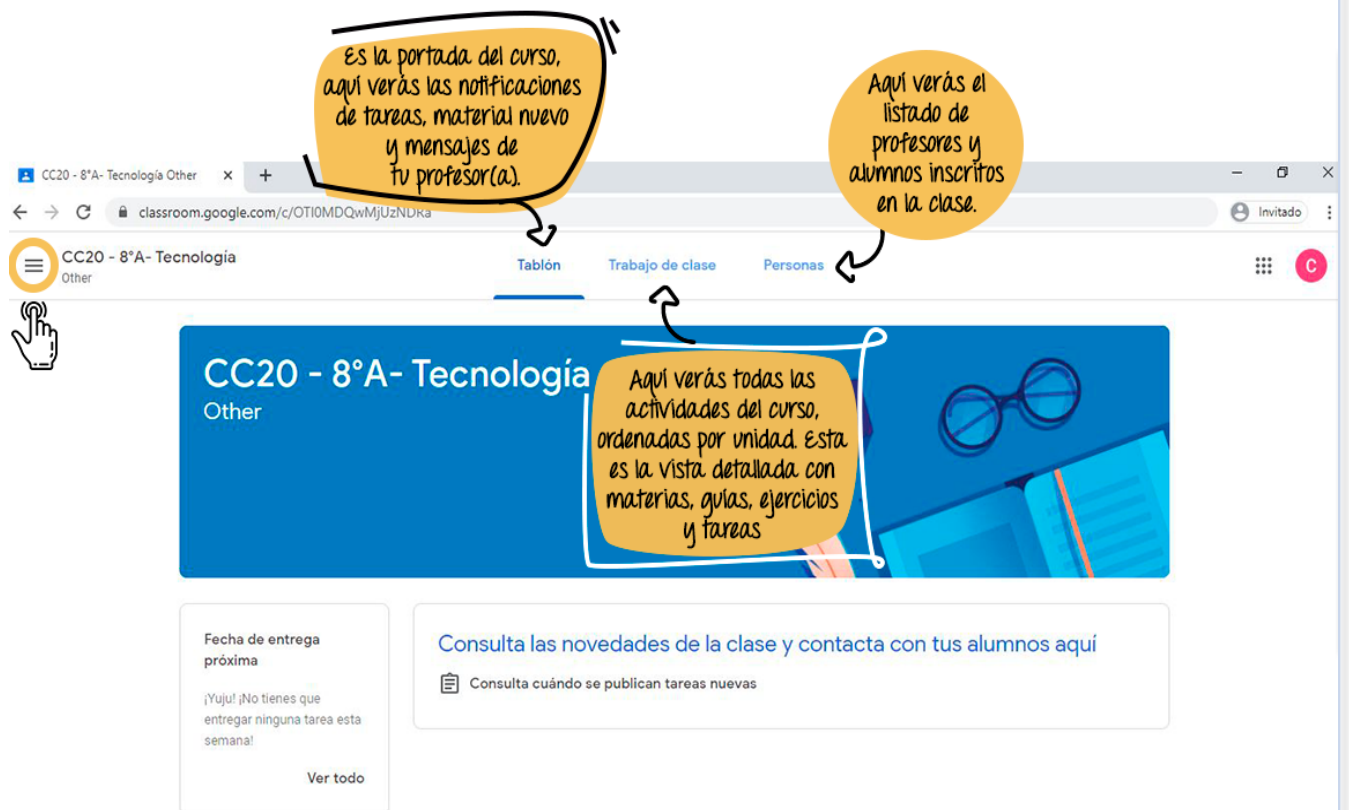 Es la portada del curso,
aquí verás las notificaciones
de tareas, material nuevo
y mensajes de
tu profesor(a).
Aquí verás el
listado de
profesores y
alumnos inscritos
en la clase.
CC20 - 8°A- Tecnología Other
classroom.google.com/c/OTI0MDQwMjUzNDRa
Invitado
CC20 - 8°A- Tecnología
Other
Tablón
Trabajo de clase
Personas
C
CC20 - 8°A- Tecnología
Other
Aquí verás todas las
actividades del curso,
ordenadas por unidad. Esta
es la vista detallada con
materias, guías, ejercicios
y tareas
Fecha de entrega
próxima
¡Yuju! ¡No tienes que
entregar ninguna tarea esta
semana!
Ver todo
Consulta las novedades de la clase y contacta con tus alumnos aquí
Consulta cuándo se publican tareas nuevas